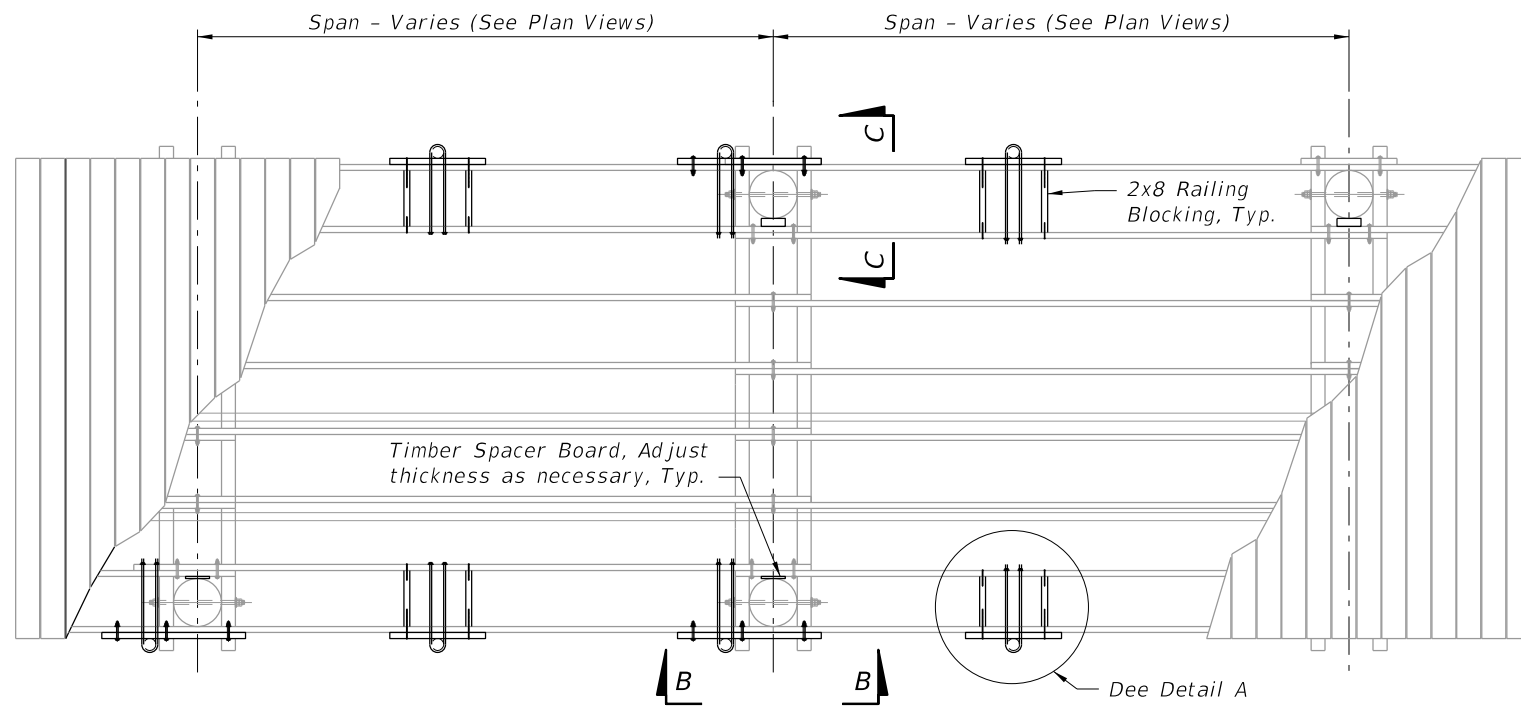 Span - Varies (See Plan Views)
Span - Varies (See Plan Views)
C
2x8 Railing
Blocking, Typ.
C
Timber Spacer Board, Adjust
thickness as necessary, Typ.
B
B
Dee Detail A